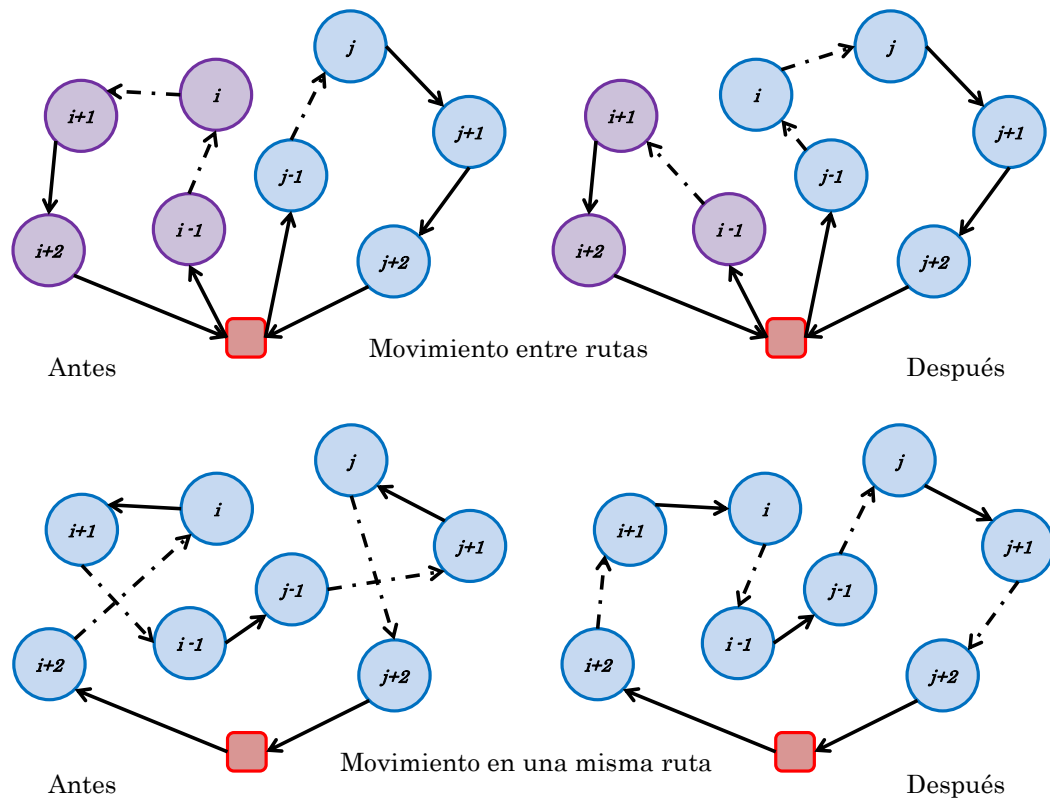 j
j
i
i
i+1
i+1
j+1
j+1
j-1
j-1
i -1
i -1
i+2
i+2
j+2
j+2
Movimiento entre rutas
Antes
Después
j
j
i
i
i+1
i+1
j+1
j+1
j-1
j-1
i -1
i -1
i+2
i+2
j+2
j+2
Movimiento en una misma ruta
Antes
Después